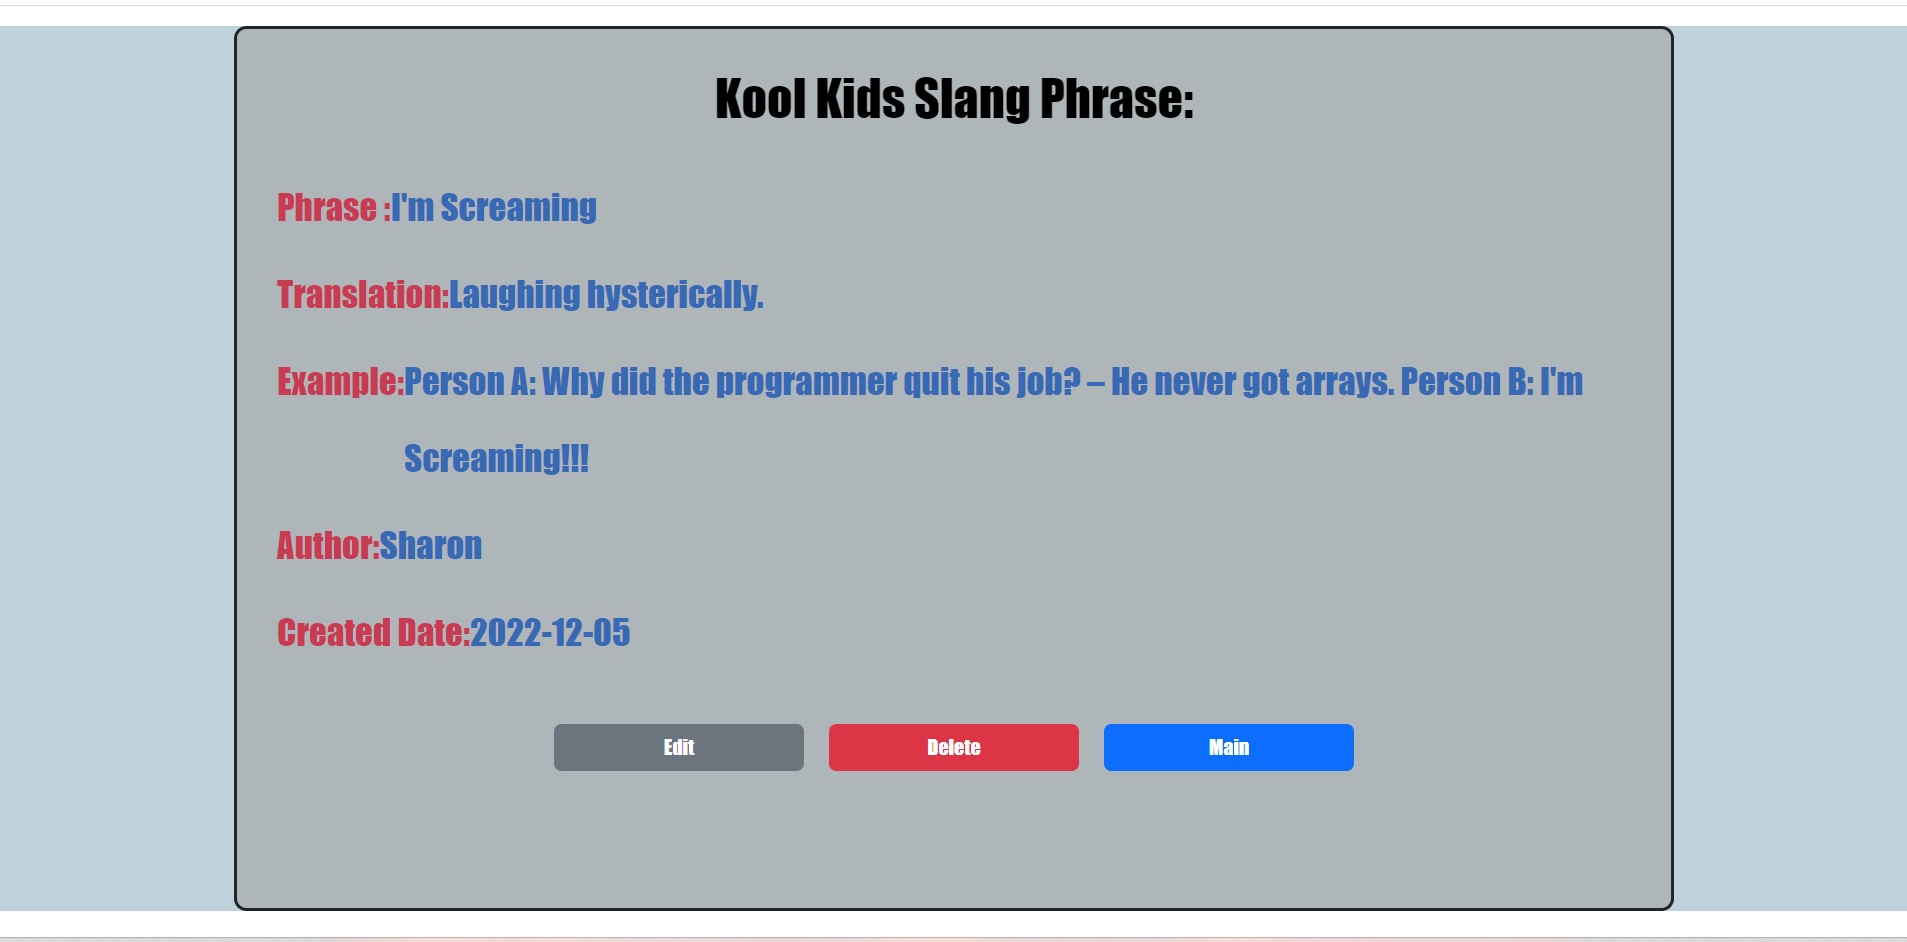 Kool Kids Slang Phrase:
Phrase :I'm Screaming
Translation:Laughing hysterically.
Example:Person A: Why did the programmer quit his job? – He never got arrays. Person B: I'm
Screaming!!!
Author:Sharon
Created Date:2022-12-05
Edit Delete Main